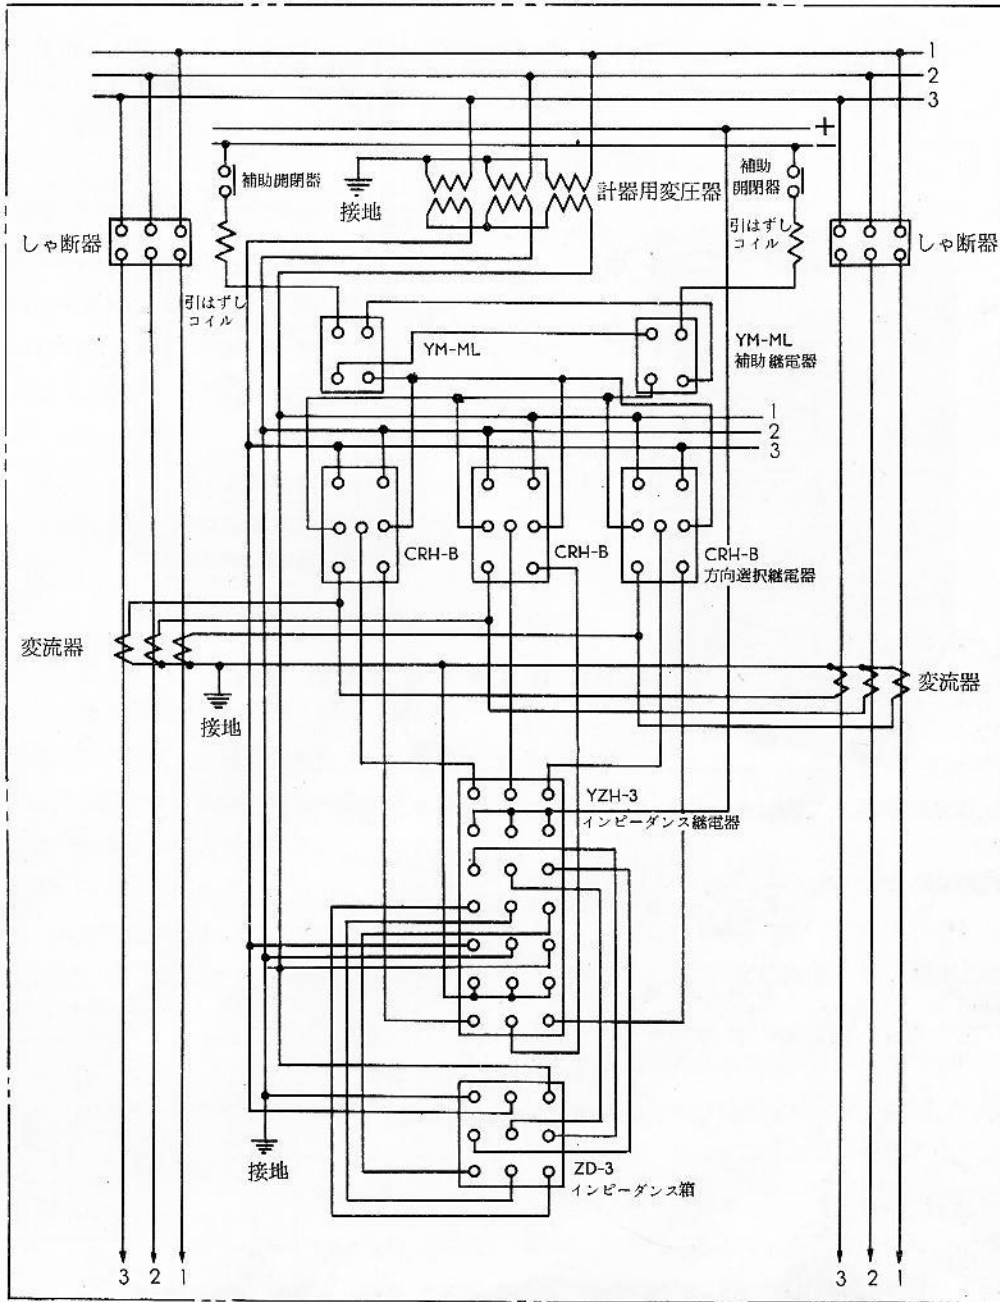 1
2
3
+
−
補助開閉器
接地
計器用変圧器
補助
開閉器
しゃ断器
引はずし
コイル
しゃ断器
引はずし
コイル
YM-ML
YM-ML
補助継電器
1
2
3
CRH-B
CRH-B
CRH-B
方向選択継電器
変流器
変流器
接地
YZH-3
インピーダンス継電器
接地
ZD-3
インピーダンス箱
3 2 1
3 2 1